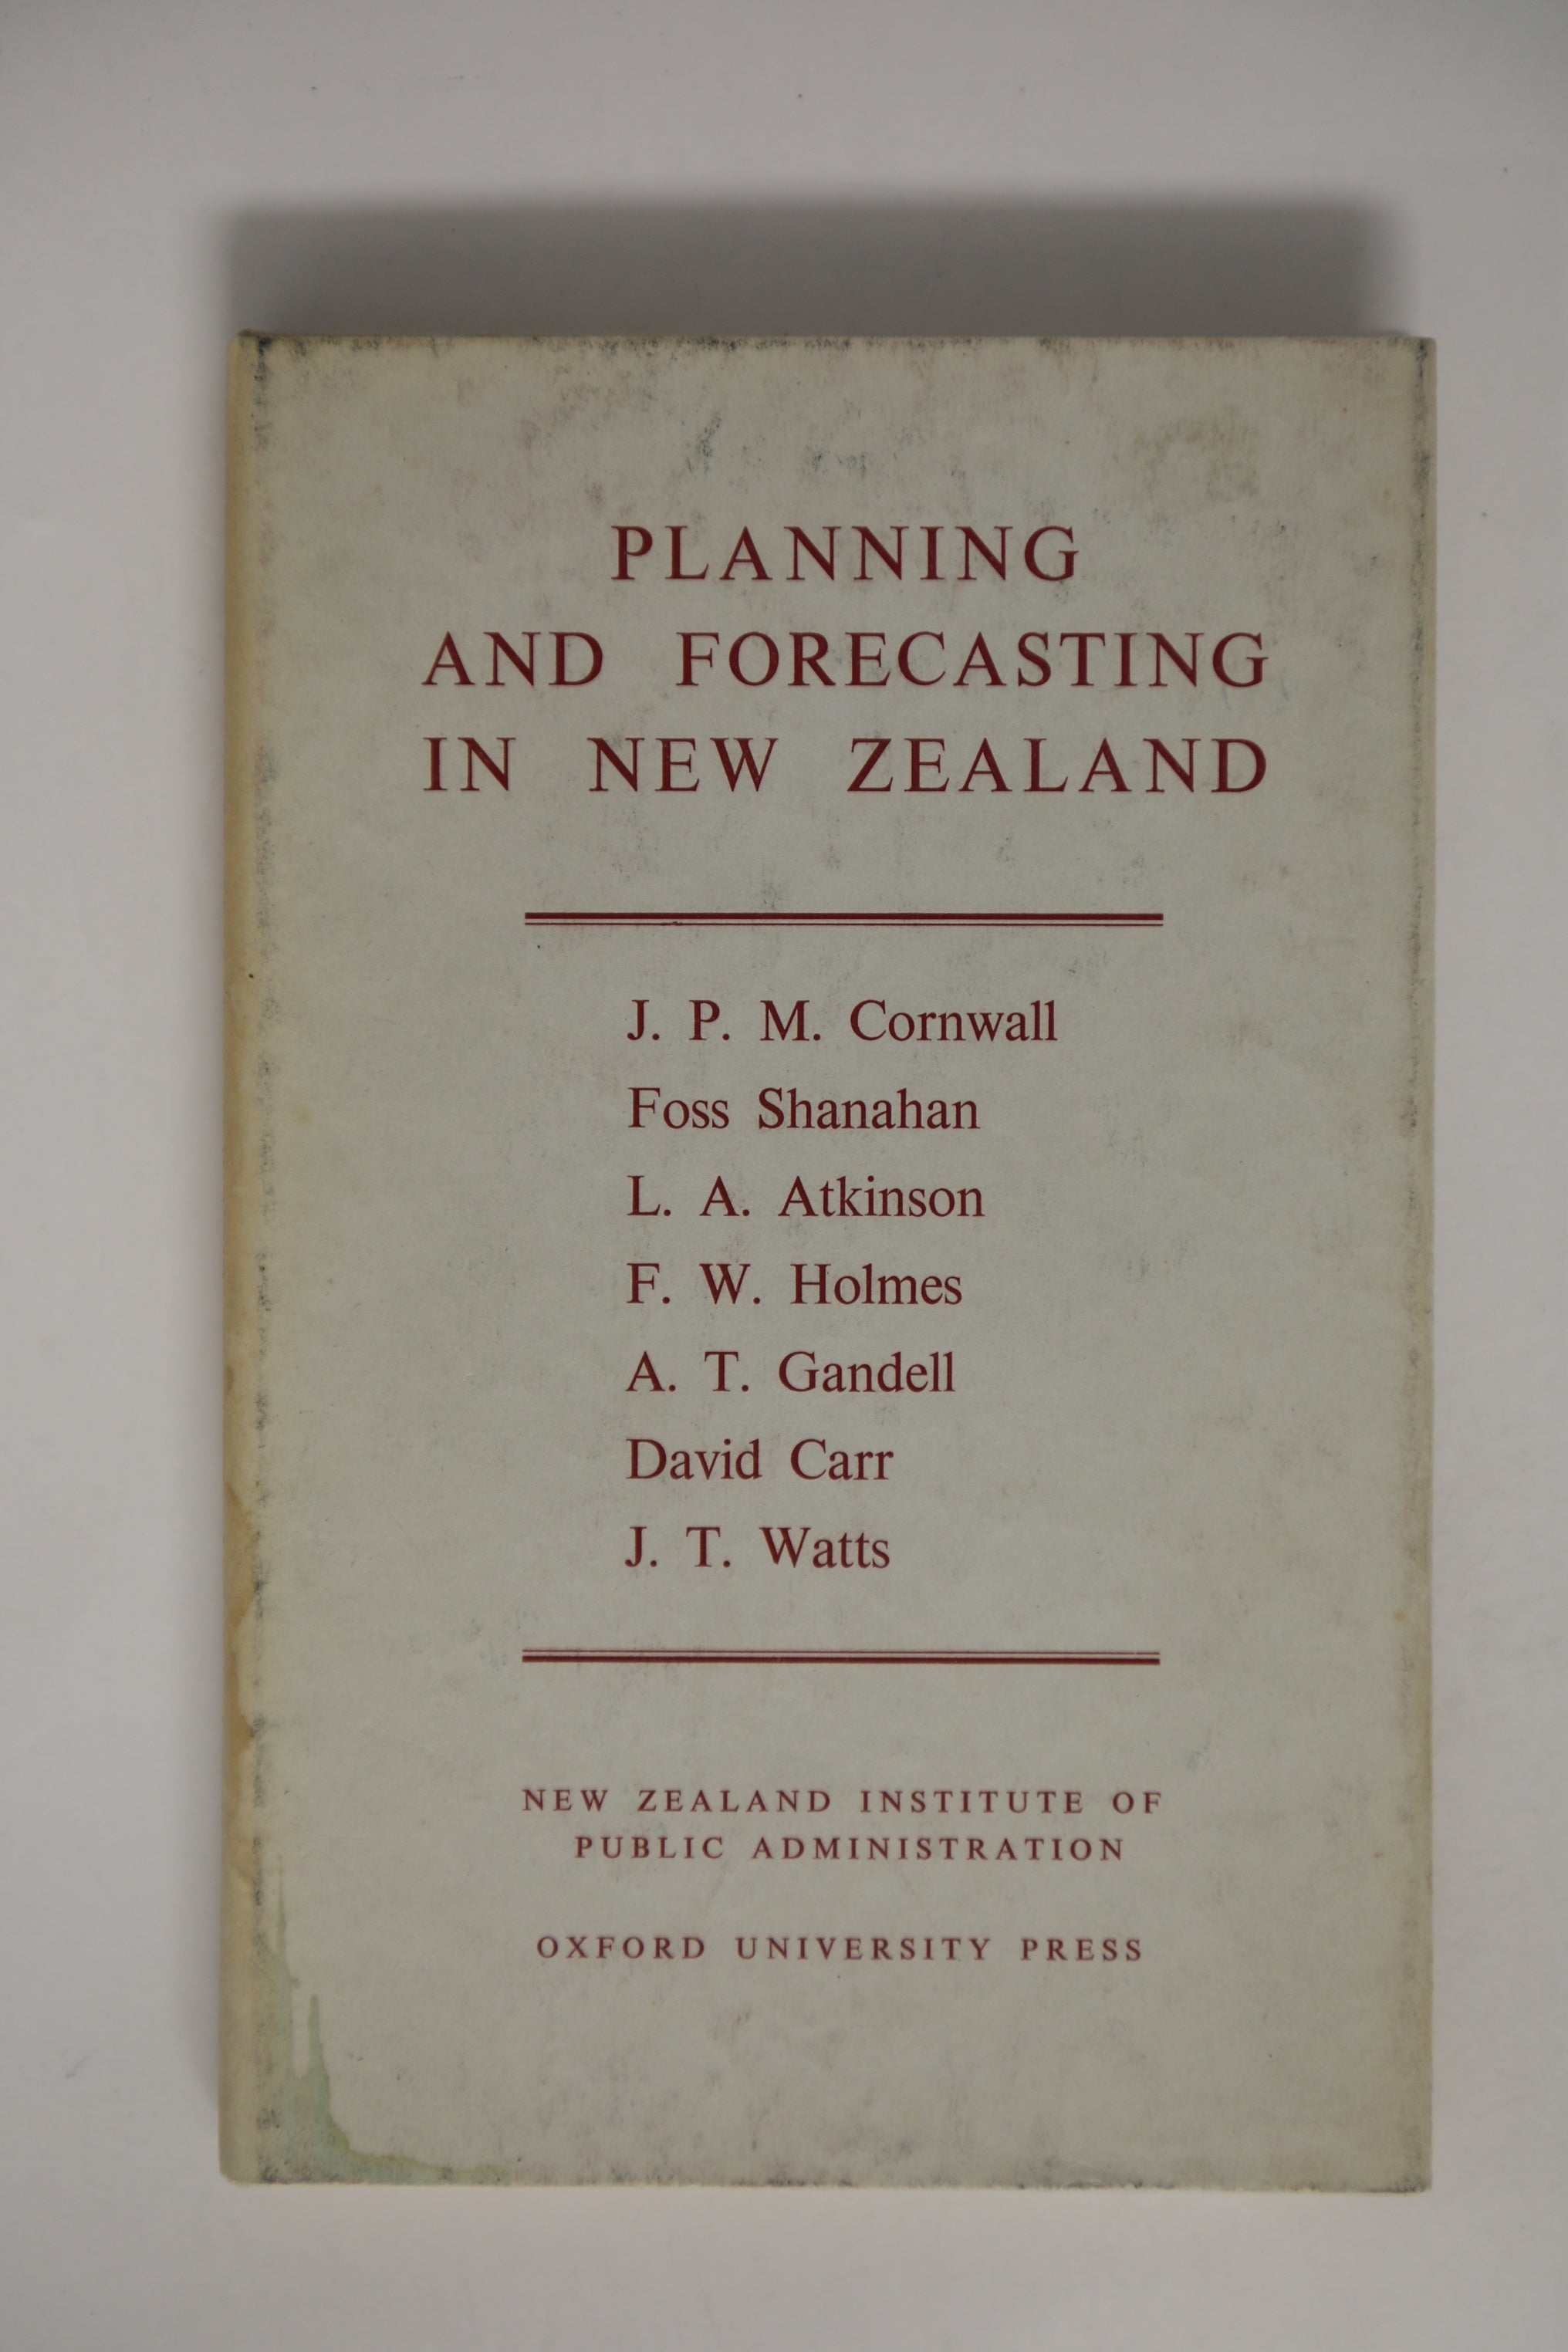 PLANNING
AND FORECASTING
IN NEW ZEALAND
J. P. M. Cornwall
Foss Shanahan
L. A. Atkinson
F. W. Holmes
A. T. Gandell
David Carr
J. T. Watts
NEW ZEALAND INSTITUTE OF
PUBLIC ADMINISTRATION
OXFORD UNIVERSITY PRESS